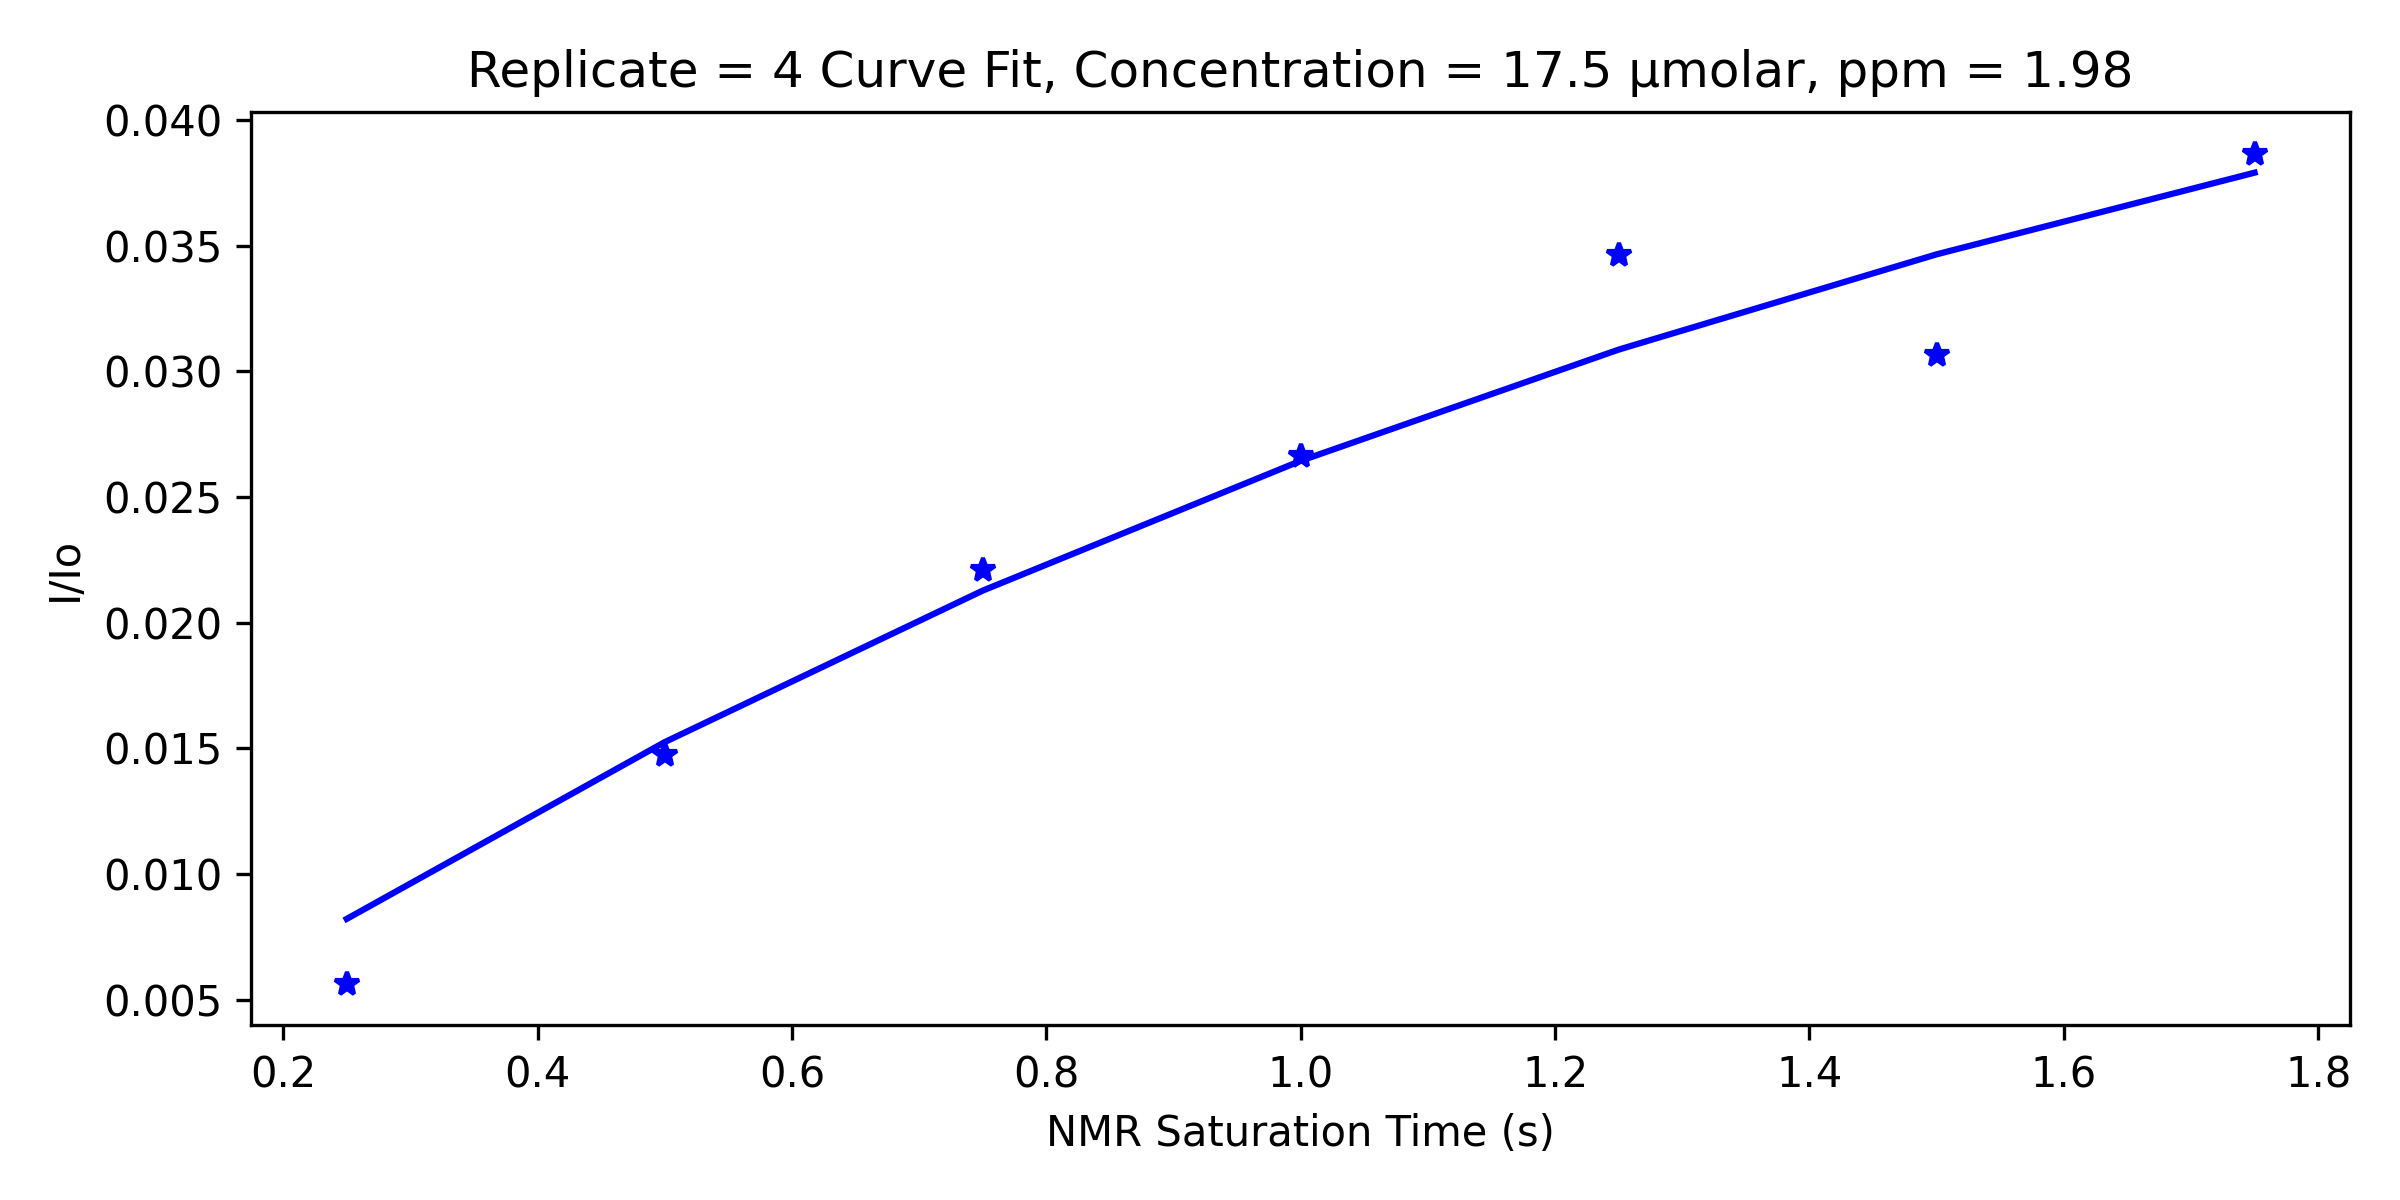 Replicate = 4 Curve Fit, Concentration = 17.5 µmolar, ppm = 1.98
0.040
0.035
0.030
0.025
0.020
0.015
0.010
0.005
I/Io
0.2 0.4 0.6 0.8 1.0 1.2 1.4 1.6 1.8
NMR Saturation Time (s)